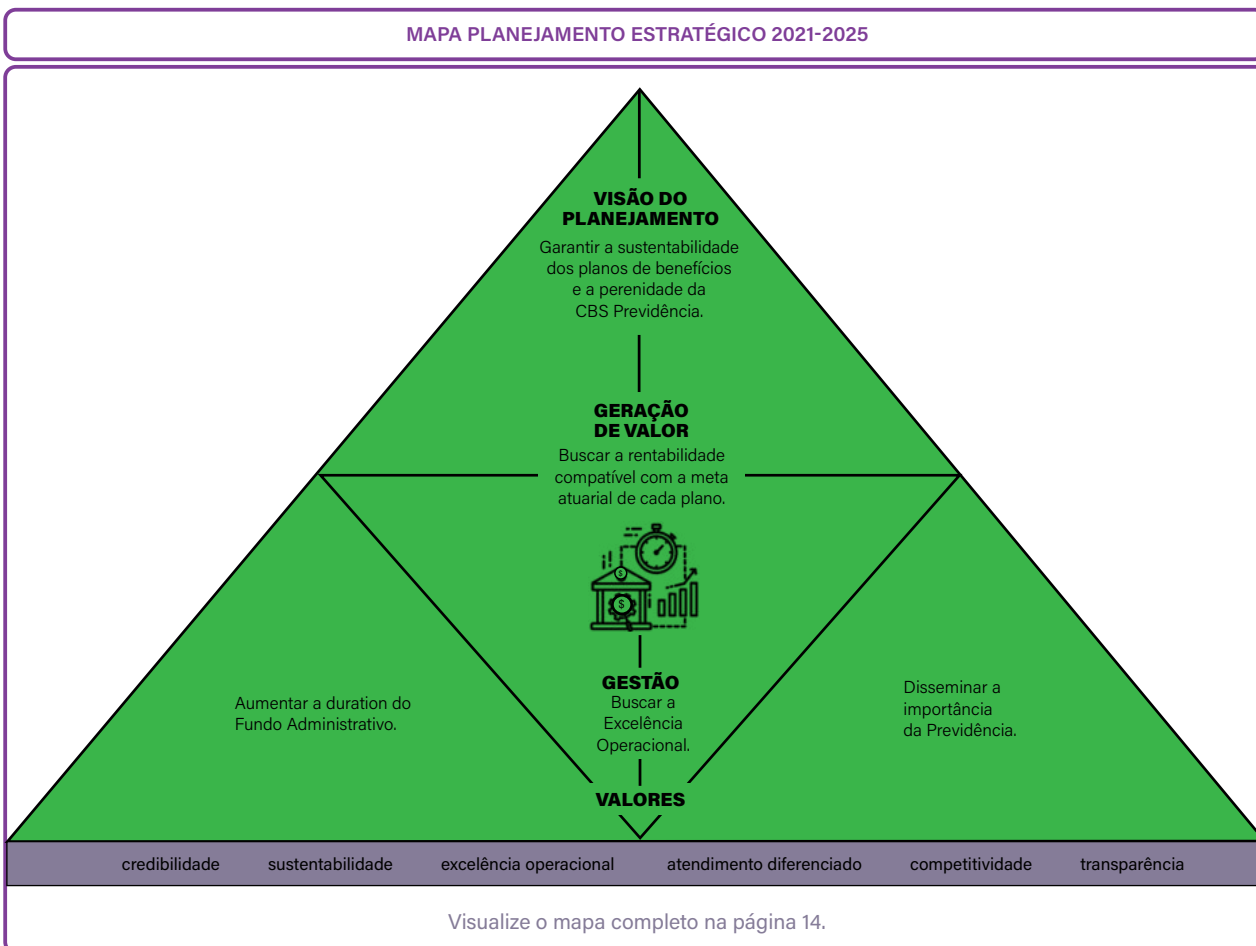 MAPA PLANEJAMENTO ESTRATÉGICO 2021-2025
VISÃO DO
PLANEJAMENTO
Garantir a sustentabilidade
dos planos de benefícios
e a perenidade da
CBS Previdência.
GERAÇÃO
DE VALOR
Buscar a rentabilidade
compatível com a meta
atuarial de cada plano.
$
$
Aumentar a duration do
Fundo Administrativo.
GESTÃO
Buscar a
Excelência
Operacional.
Disseminar a
importância
da Previdência.
VALORES
credibilidade sustentabilidade excelência operacional atendimento diferenciado competitividade transparência
Visualize o mapa completo na página 14.